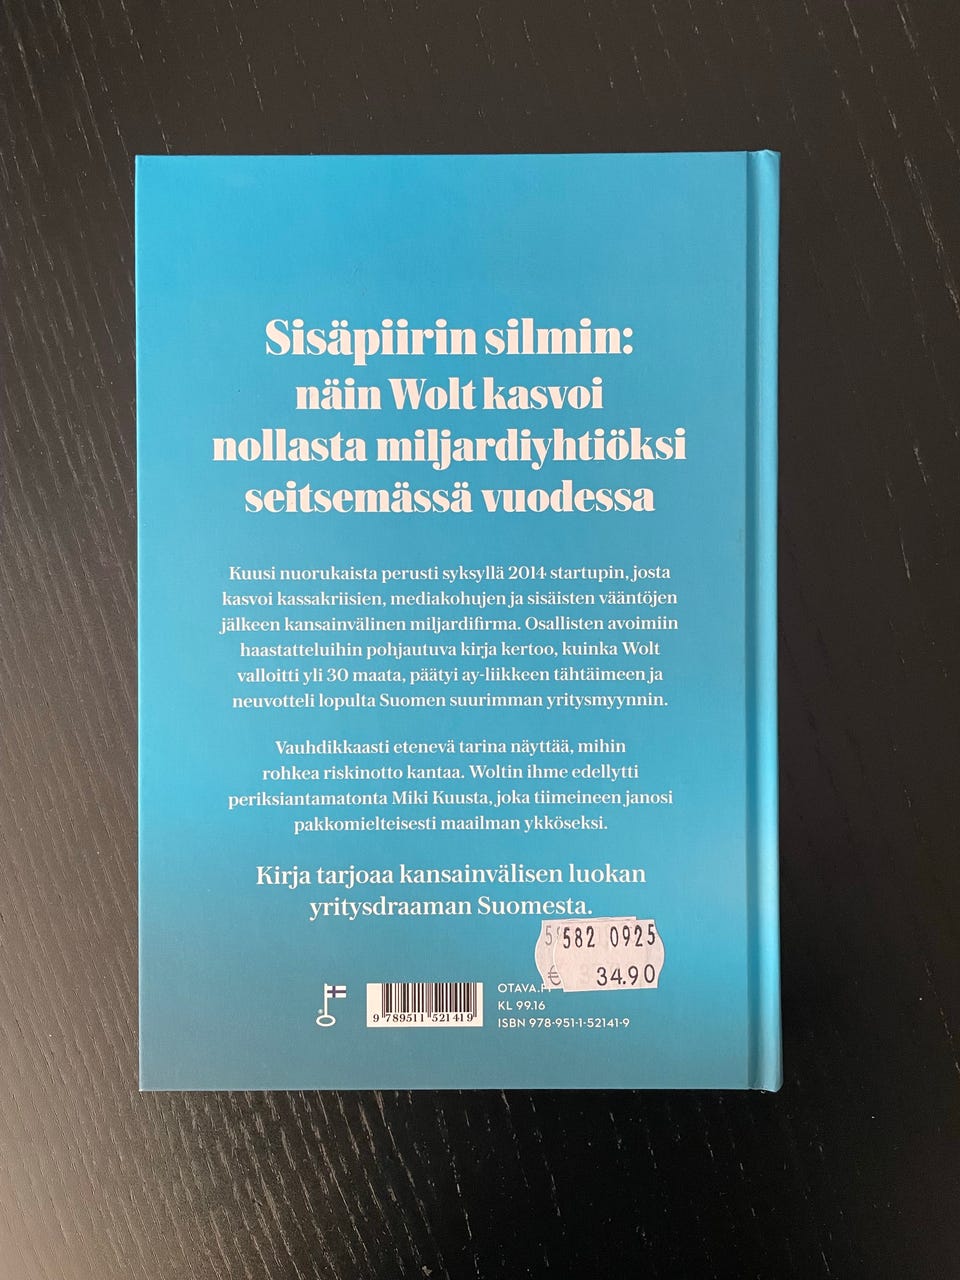 Sisäpiirin silmin:
näin Wolt kasvoi
nollasta miljardiyhtiöksi
seitsemässä vuodessa
Kuusi nuorukaista perusti syksyllä 2014 startupin, josta
kasvoi kassakriisien, mediakohujen ja sisäisten vääntöjen
jälkeen kansainvälinen miljardifirma. Osallisten avoimiin
haastatteluihin pohjautuva kirja kertoo, kuinka Wolt
valloitti yli 30 maata, päätyi ay-liikkeen tähtäimeen ja
neuvotteli lopulta Suomen suurimman yritysmyynnin.
Vauhdikkaasti etenevä tarina näyttää, mihin
rohkea riskinotto kantaa. Woltin ihme edellytti
periksiantamatonta Miki Kuusta, joka tiimeineen janosi
pakkomielteisesti maailman ykköseksi.
Kirja tarjoaa kansainvälisen luokan
yritysdraaman Suomesta.
582 0925
€ 34.90
OTAVA.FI
KL 99.16
ISBN 978-951-1-52141-9
9 789511 521419